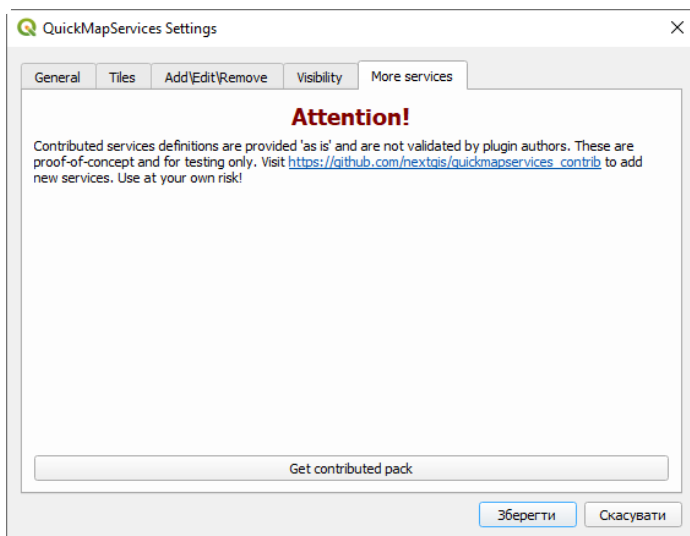 QuickMapServices Settings
General Tiles Add\Edit\Remove Visibility More services
Attention!
Contributed services definitions are provided 'as is' and are not validated by plugin authors. These are
proof-of-concept and for testing only. Visit https://github.com/nextgis/quickmapservices_contrib to add
new services. Use at your own risk!
Get contributed pack
Зберегти Скасувати